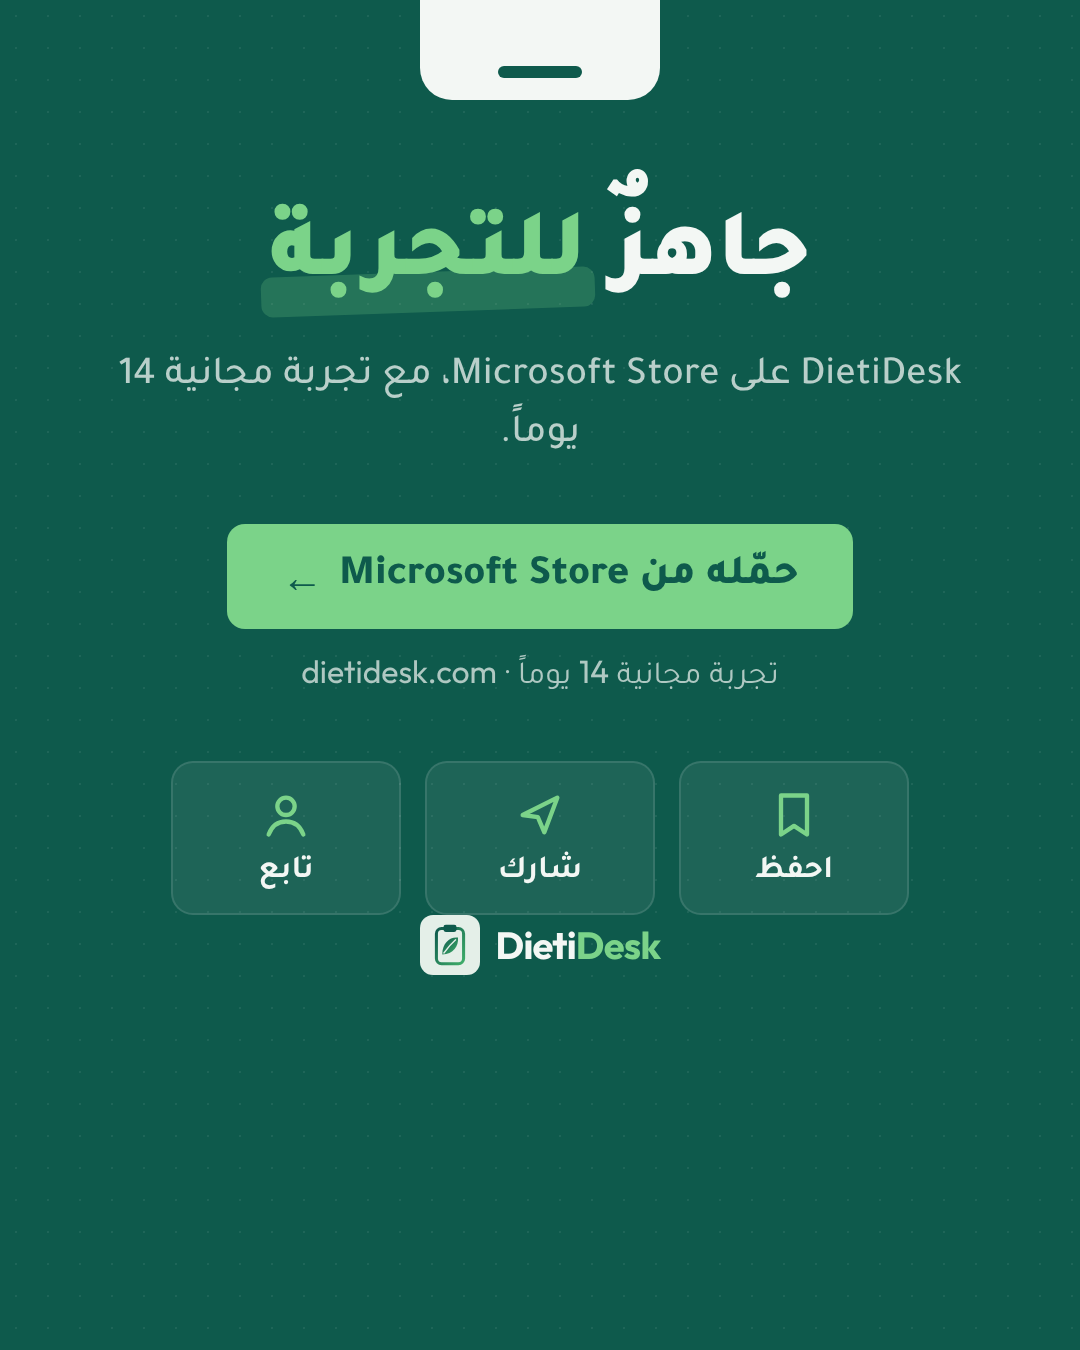 جاهزٌ للتجربة
DietiDesk على Microsoft Store، مع تجربة مجانية 14
يوماً.
حمّله من Microsoft Store ←
تجربة مجانية 14 يوماً · dietidesk.com
احفظ
شارك
تابع
DietiDesk